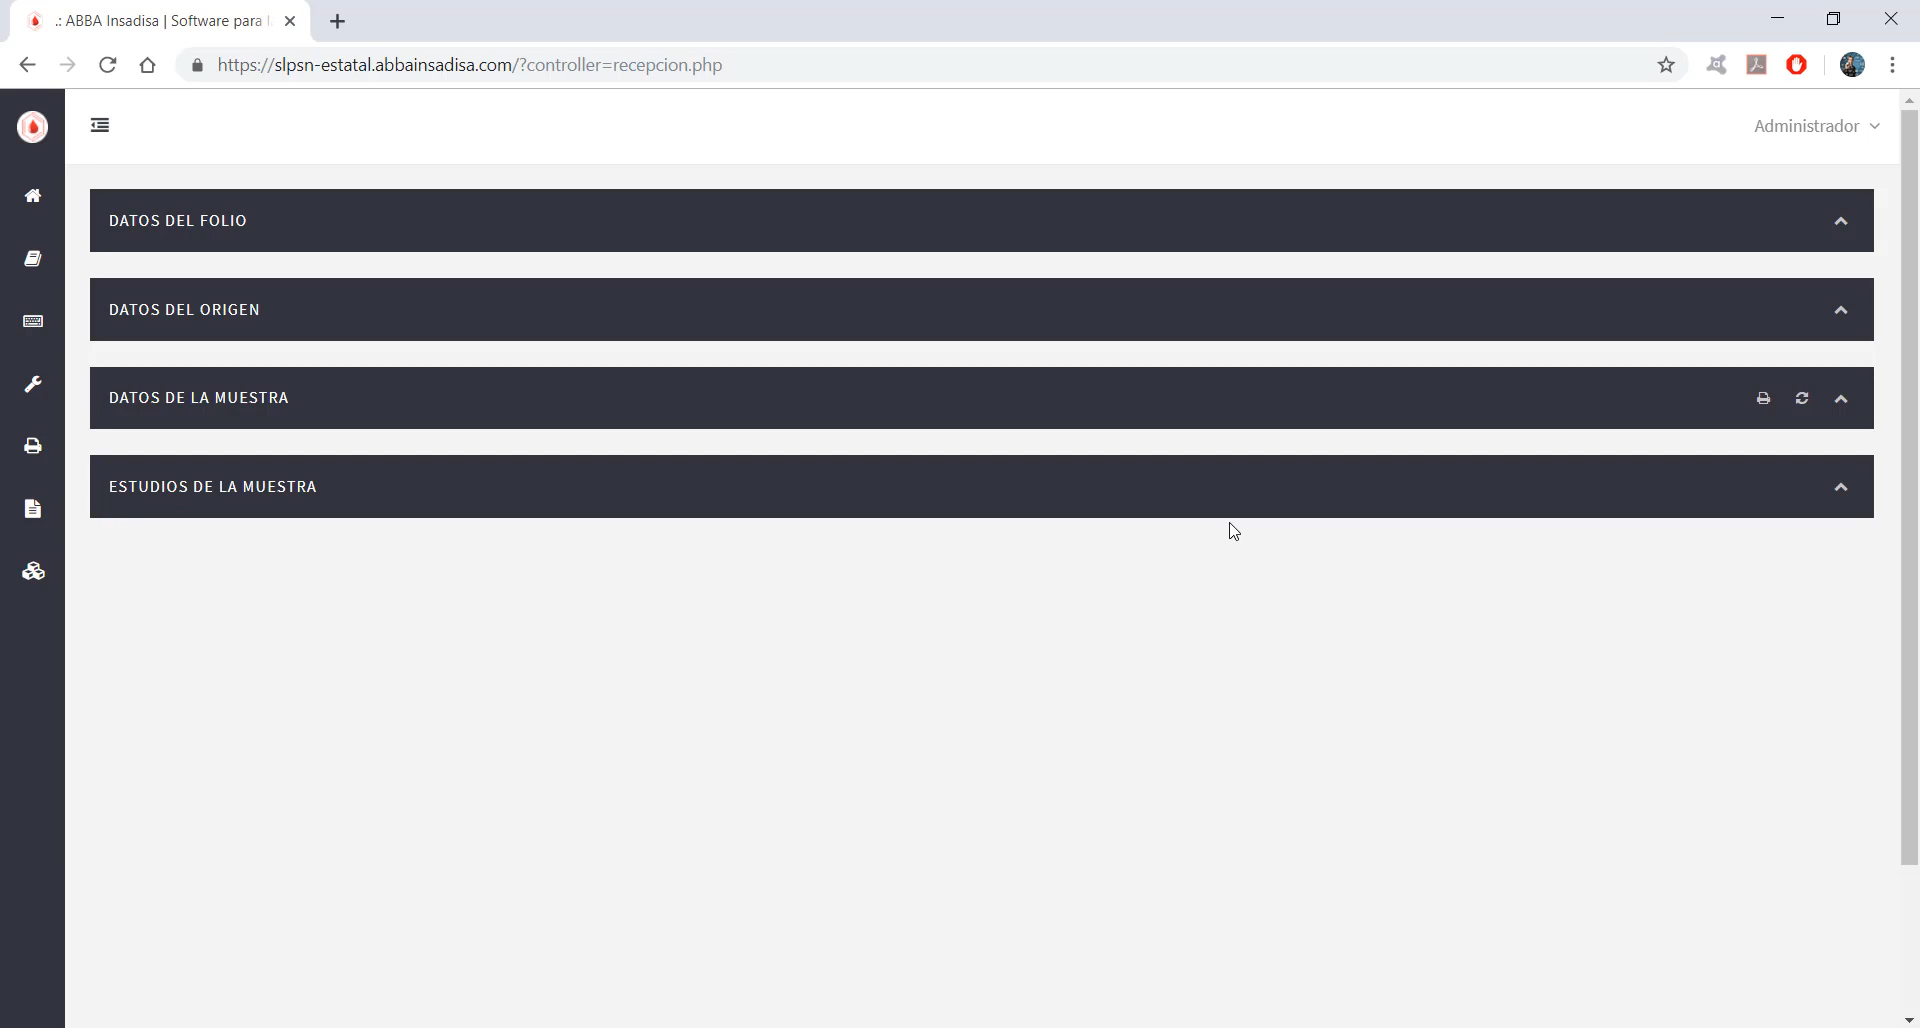 .: ABBA Insadisa | Software para l
https://slpsn-estatal.abbainsadisa.com/?controller=recepcion.php
Administrador
DATOS DEL FOLIO
DATOS DEL ORIGEN
DATOS DE LA MUESTRA
ESTUDIOS DE LA MUESTRA